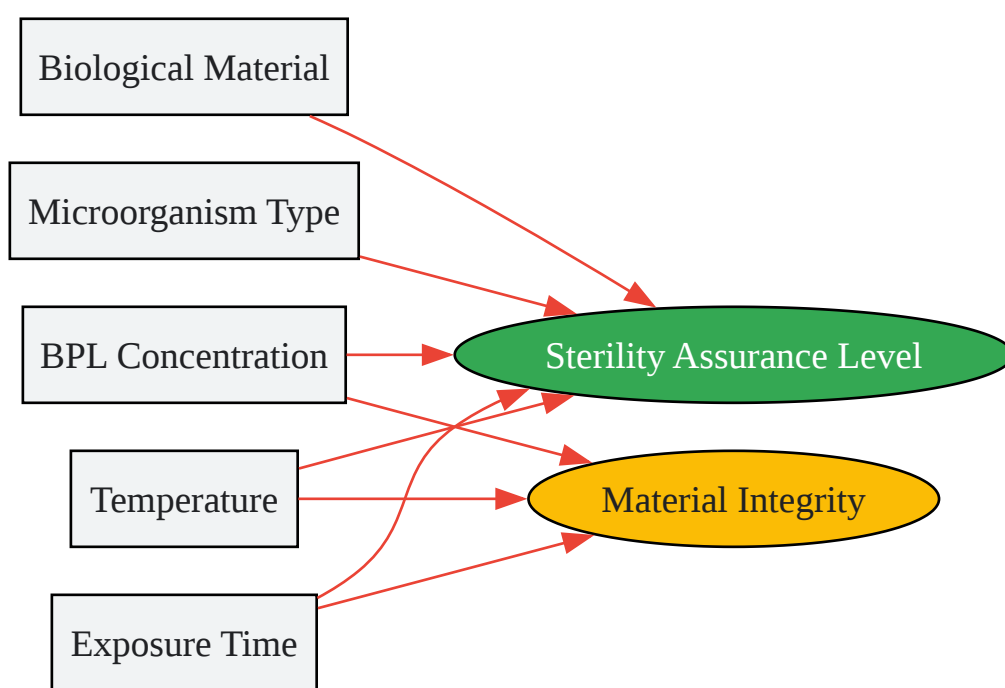 Biological Material
Microorganism Type
BPL Concentration
Sterility Assurance Level
Temperature
Material Integrity
Exposure Time